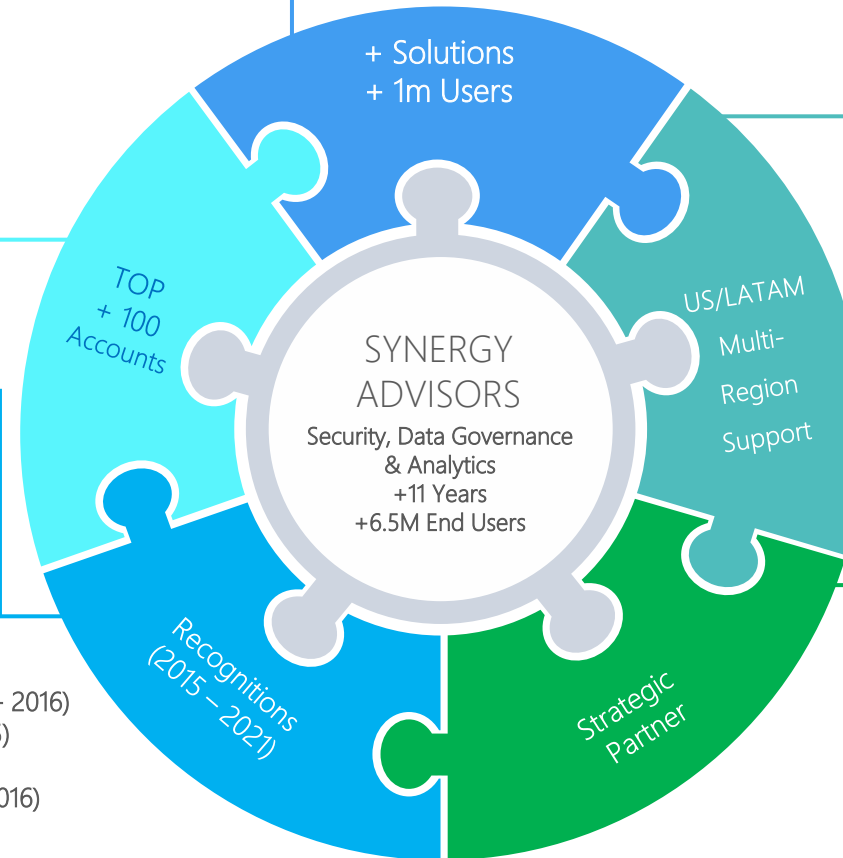 + Solutions
+ 1m Users
TOP
+ 100
Accounts
US/LATAM
Multi-
Region
Support
SYNERGY
ADVISORS
Security, Data Governance
& Analytics
+11 Years
+6.5M End Users
Recognitions
(2015 – 2021)
Strategic
Partner
- 2016)
)
016)